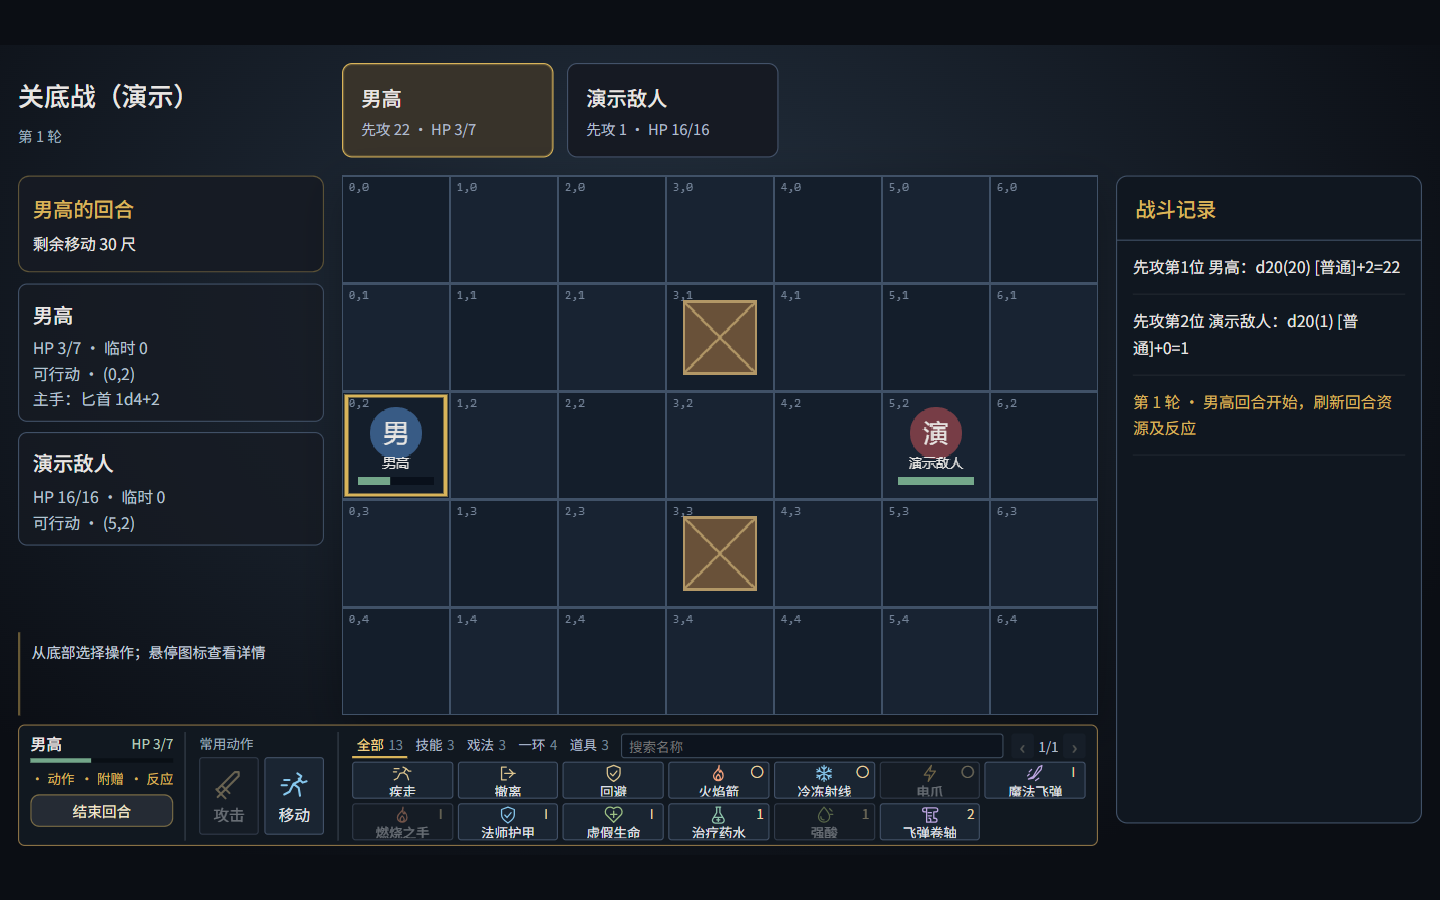 关底战（演示）
第 1 轮
男高
先攻 22 · HP 3/7
演示敌人
先攻 1 · HP 16/16
男高的回合
剩余移动 30 尺
男高
HP 3/7 · 临时 0
可行动 · (0,2)
主手：匕首 1d4+2
演示敌人
HP 16/16 · 临时 0
可行动 · (5,2)
从底部选择操作；悬停图标查看详情
0,0 1,0 2,0 3,0 4,0 5,0 6,0
0,1 1,1 2,1 3,1 4,1 5,1 6,1
0,2 1,2 2,2 3,2 4,2 5,2 6,2
男 演
男高 演示敌人
0,3 1,3 2,3 3,3 4,3 5,3 6,3
0,4 1,4 2,4 3,4 4,4 5,4 6,4
战斗记录
先攻第1位 男高：d20(20) [普通]+2=22
先攻第2位 演示敌人：d20(1) [普
通]+0=1
第 1 轮 · 男高回合开始，刷新回合资
源及反应
男高 HP 3/7
· 动作 · 附赠 · 反应
结束回合
常用动作
攻击 移动
全部 13 技能 3 戏法 3 一环 4 道具 3 搜索名称 ‹ 1/1 ›
疾走 撤离 回避 火焰箭 冷冻射线 电爪 魔法飞弹 I
燃烧之手 I 法师护甲 I 虚假生命 I 治疗药水 1 强酸 1 飞弹卷轴 2